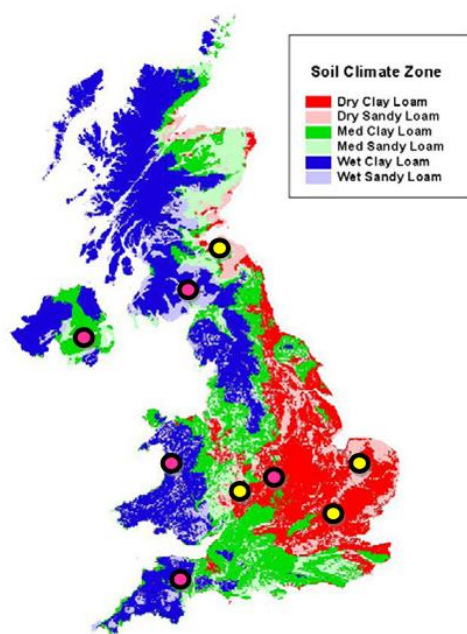 Soil Climate Zone
Dry Clay Loam
Dry Sandy Loam
Med Clay Loam
Med Sandy Loam
Wet Clay Loam
Wet Sandy Loam